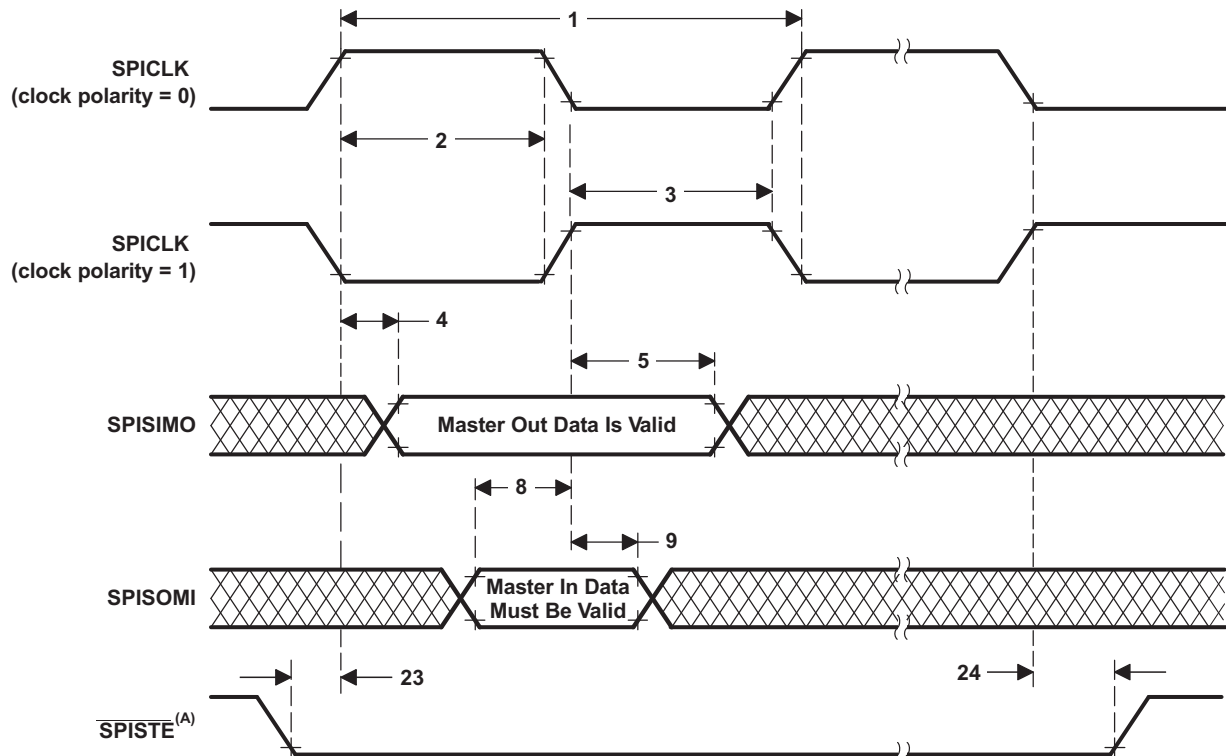 1
SPICLK
(clock polarity = 0)
2
3
SPICLK
(clock polarity = 1)
4
5
SPISIMO
Master Out Data Is Valid
8
9
SPISOMI
Master In Data
Must Be Valid
23
24
SPISTE(A)